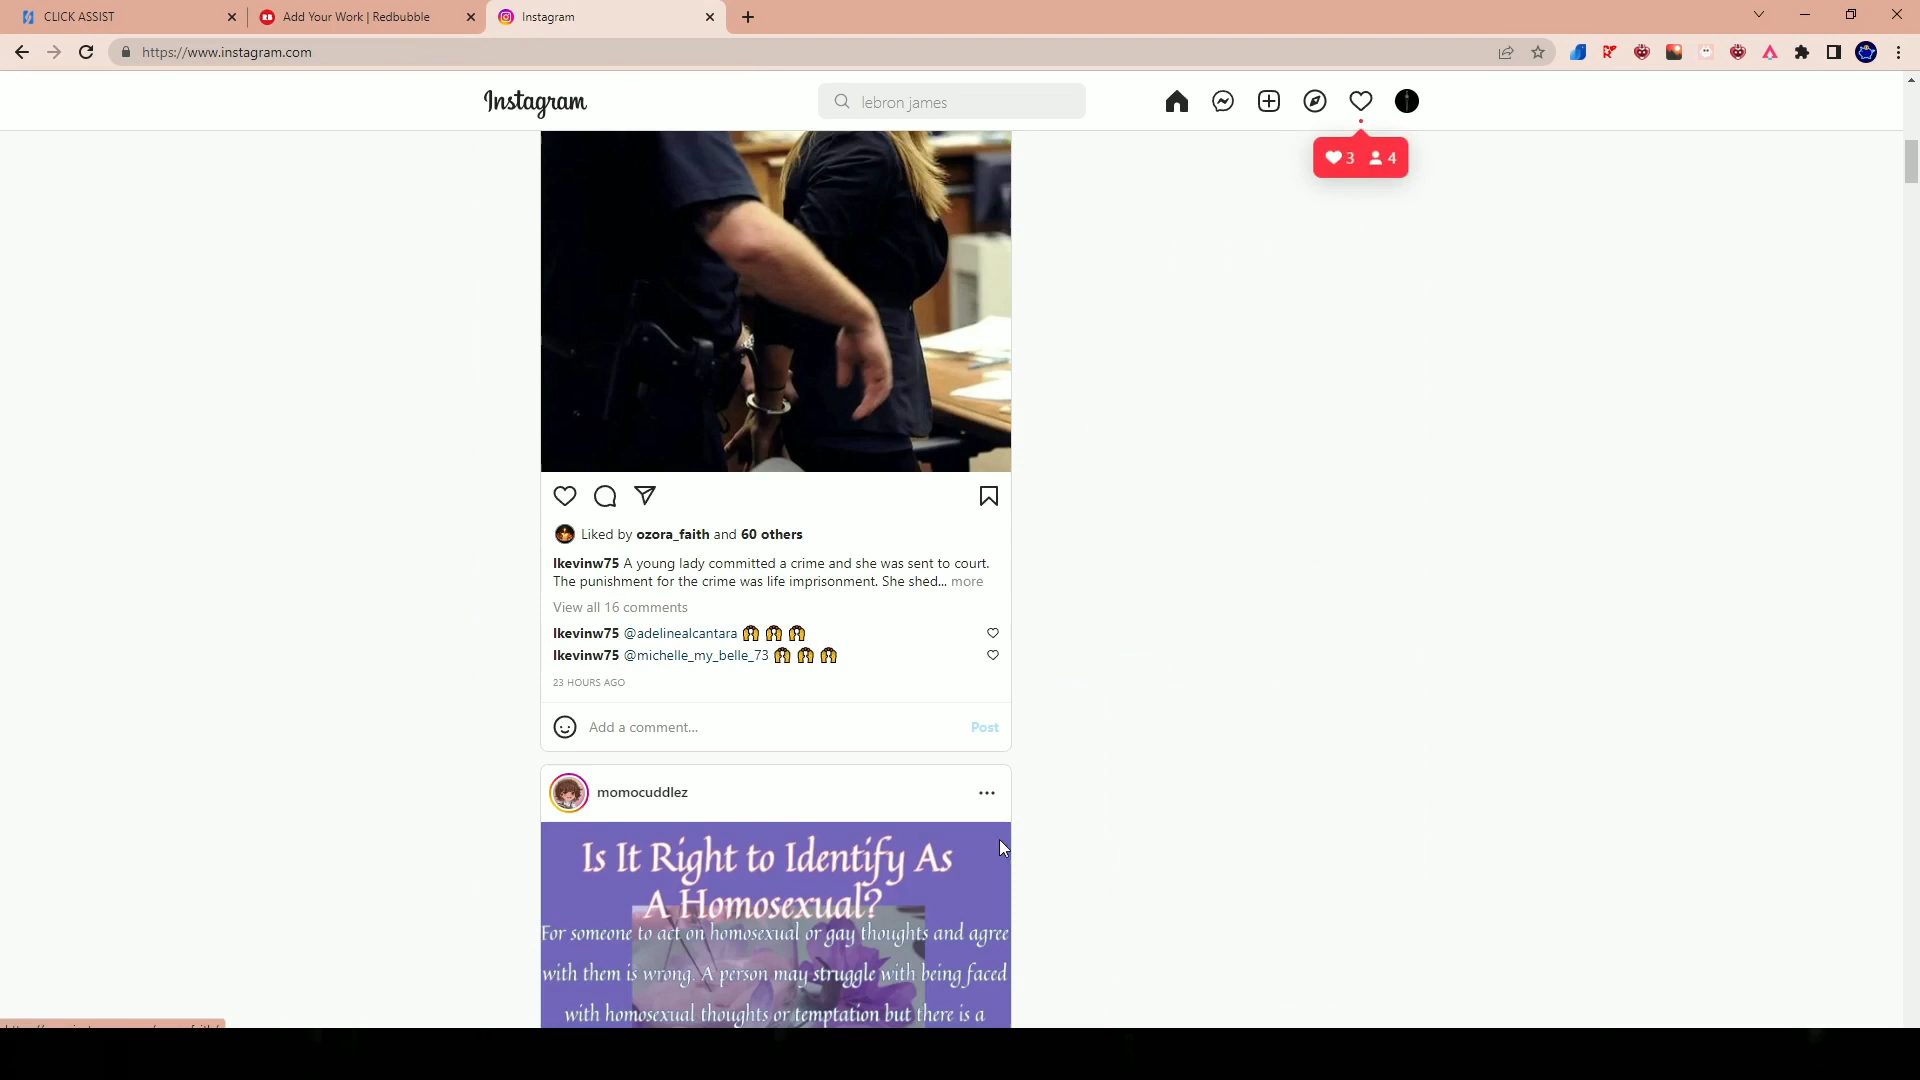 CLICK ASSIST
Add Your Work | Redbubble
Instagram
https://www.instagram.com
Instagram
lebron james
3 4
Liked by ozora_faith and 60 others
lkevinw75 A young lady committed a crime and she was sent to court.
The punishment for the crime was life imprisonment. She shed... more
View all 16 comments
lkevinw75 @adelinealcantara
lkevinw75 @michelle_my_belle_73
23 HOURS AGO
Add a comment...
Post
momocuddlez
Is It Right to Identify As
A Homosexual?
For someone to act on homosexual or gay thoughts and agree
with them is wrong. A person may struggle with being faced
with homosexual thoughts or temptation but there is a